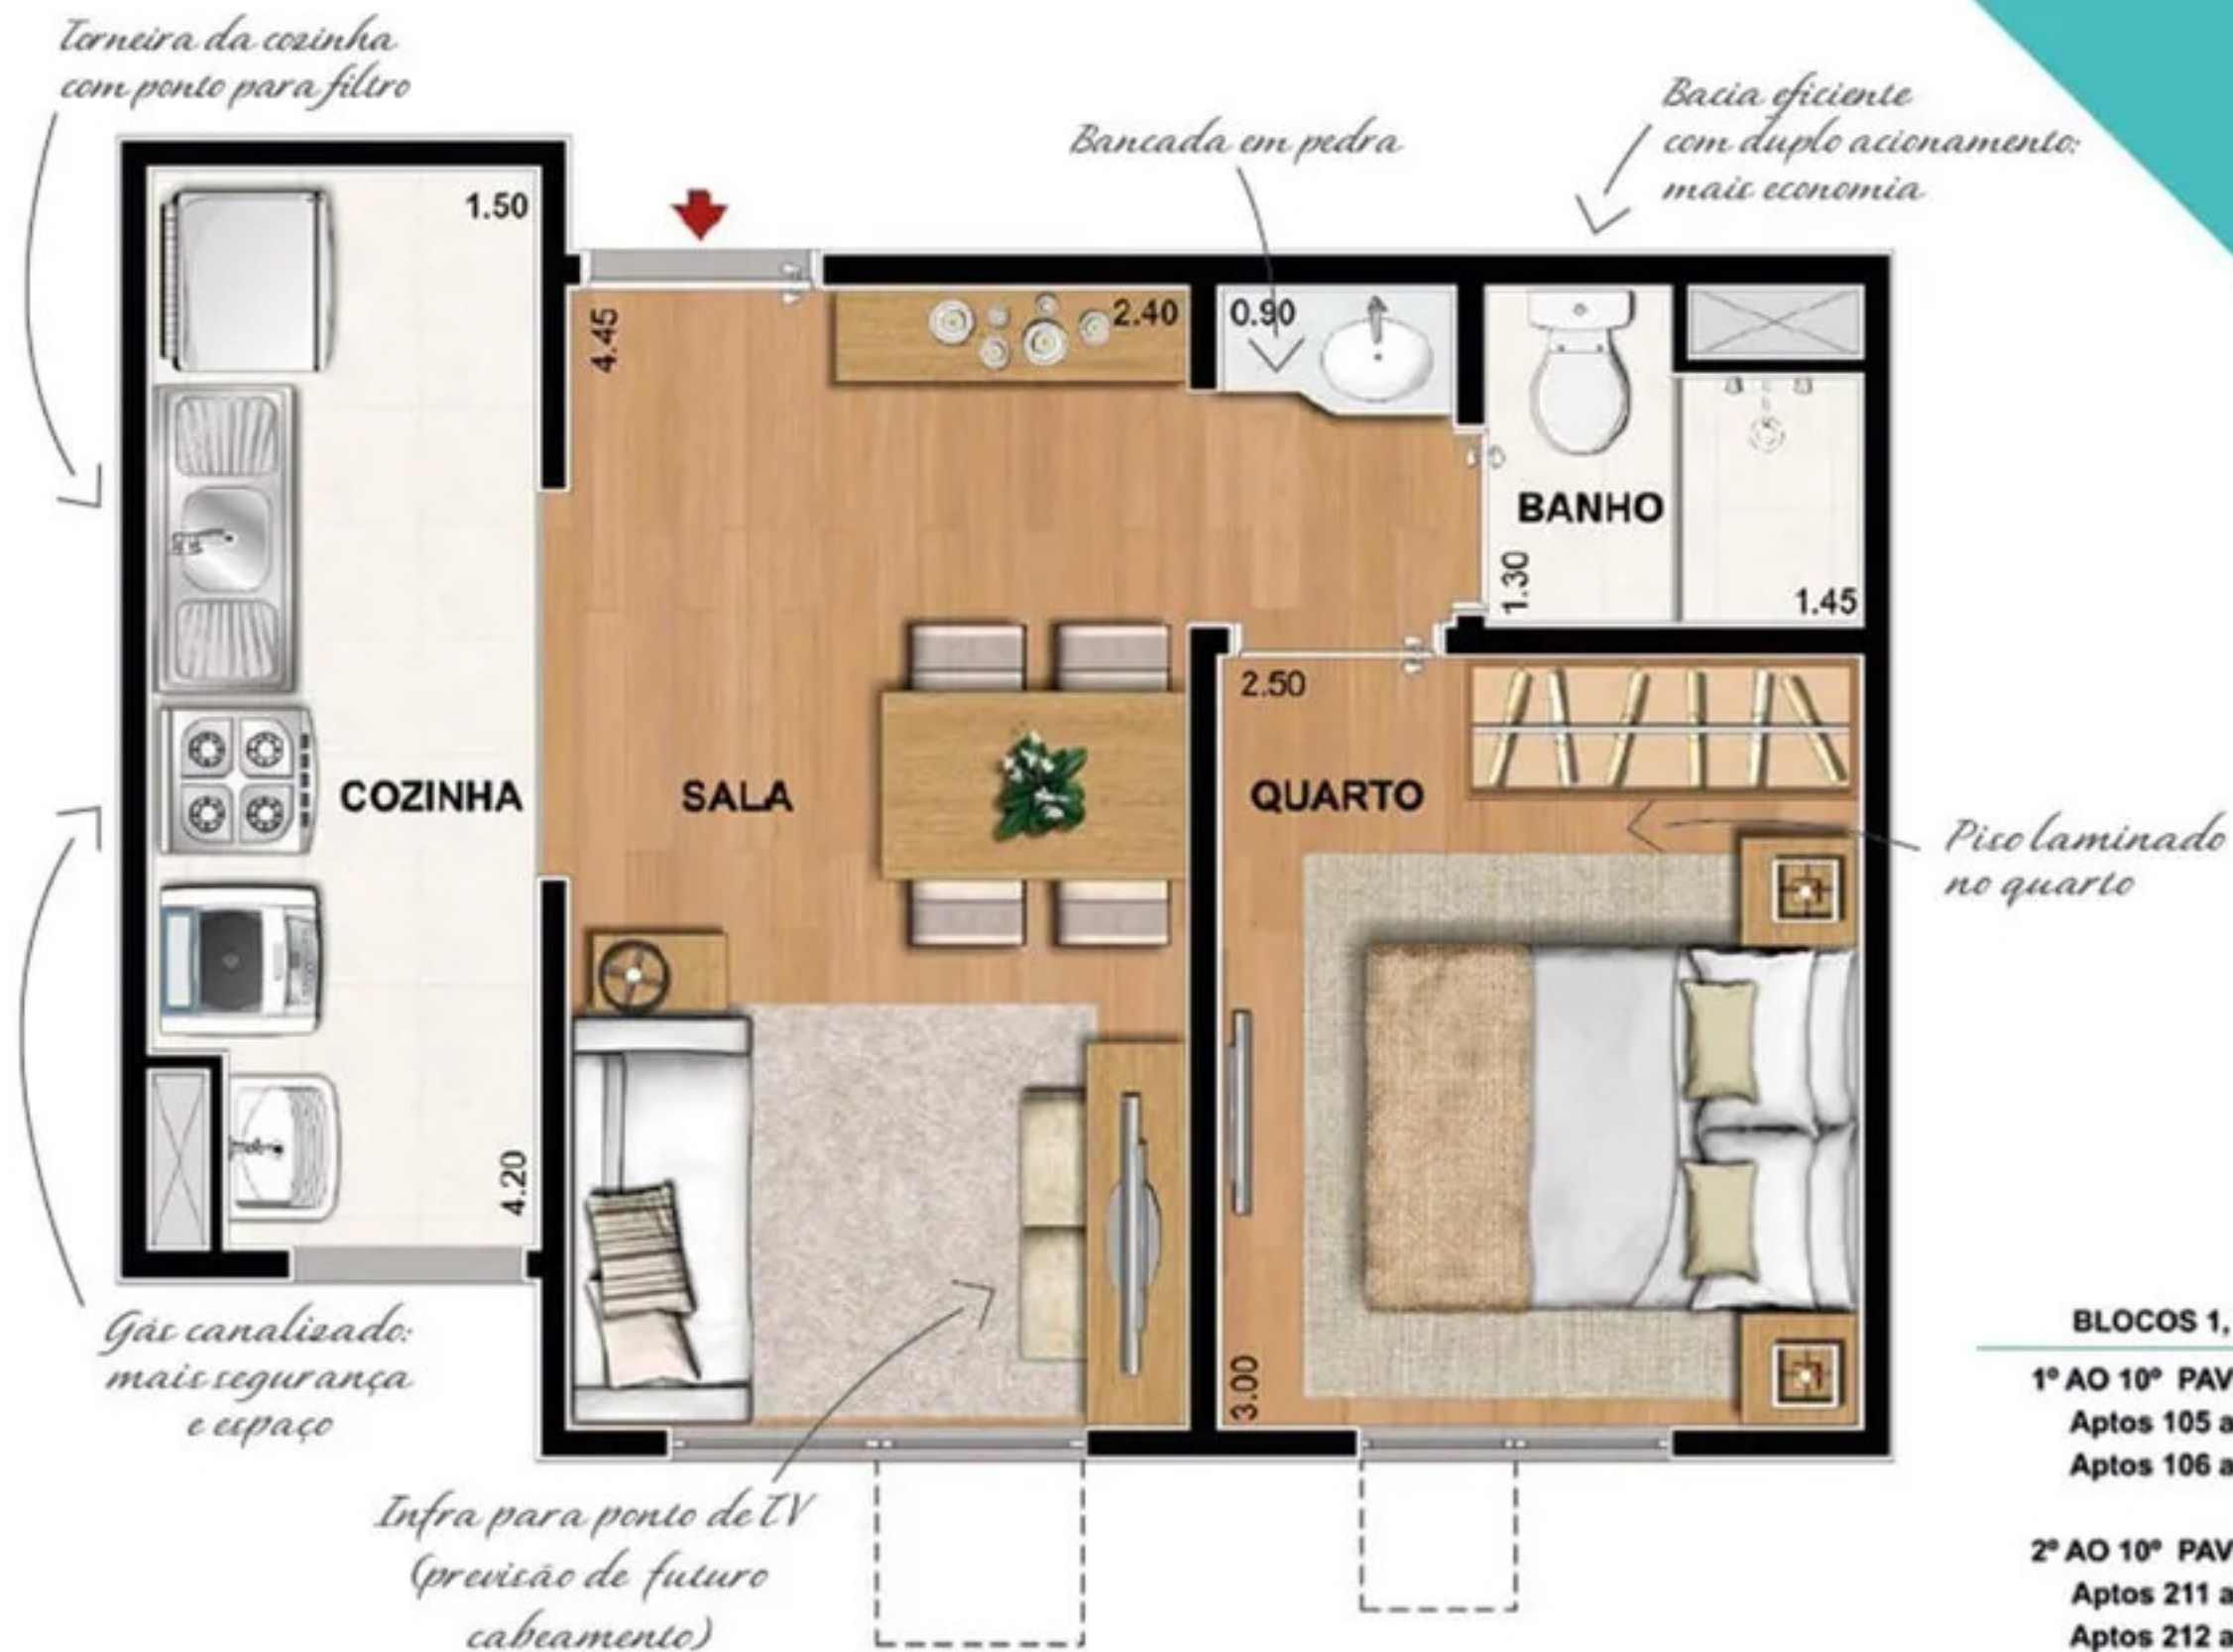 Torneira da cozinha
com ponto para filtro
Bancada em pedra
Bacia eficiente
com duplo acionamento:
mais economia
1.50
4.45
2.40
0.90
BANHO
1.30
1.45
2.50
COZINHA
SALA
QUARTO
Piso laminado
no quarto
4.20
3.00
Gás canalizado:
mais segurança
e espaço
Infra para ponto de TV
(previsão de futuro
cabeamento)
BLOCOS 1,
1º AO 10º PAV
Aptos 105 a
Aptos 106 a
2º AO 10º PAV
Aptos 211 a
Aptos 212 a